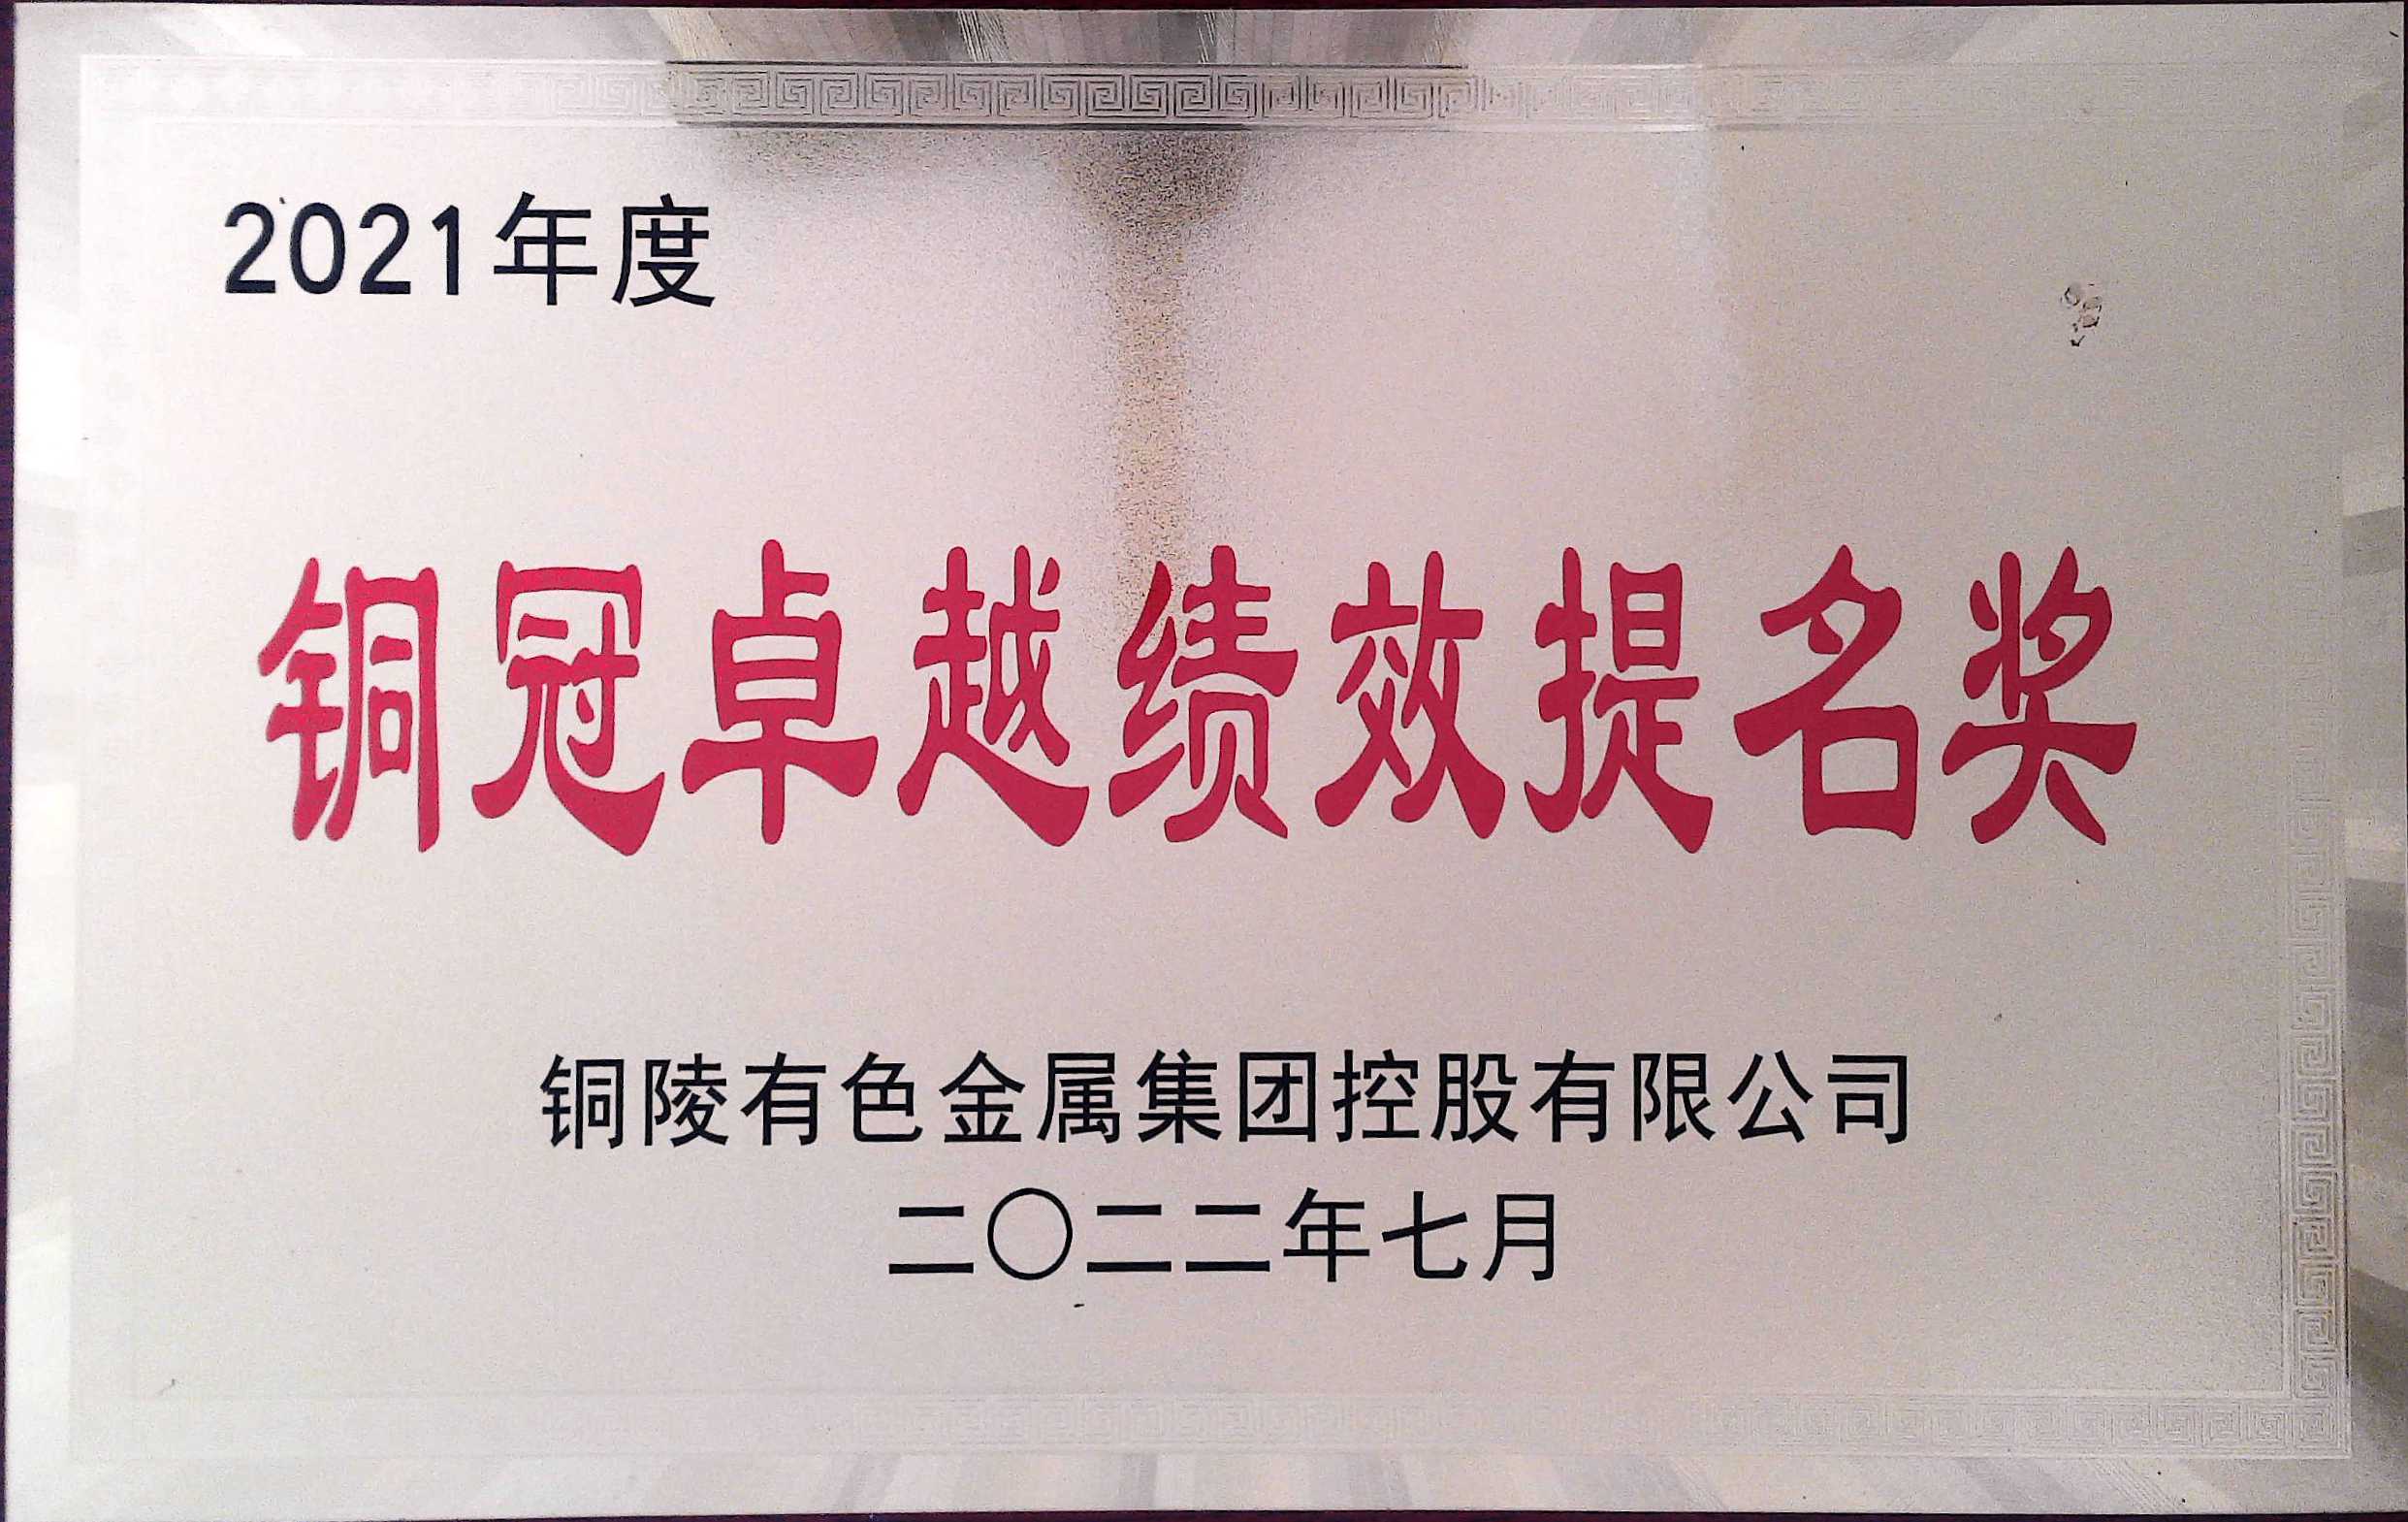 2021年度
铜冠卓越绩效提名奖
铜陵有色金属集团控股有限公司
二〇二二年七月